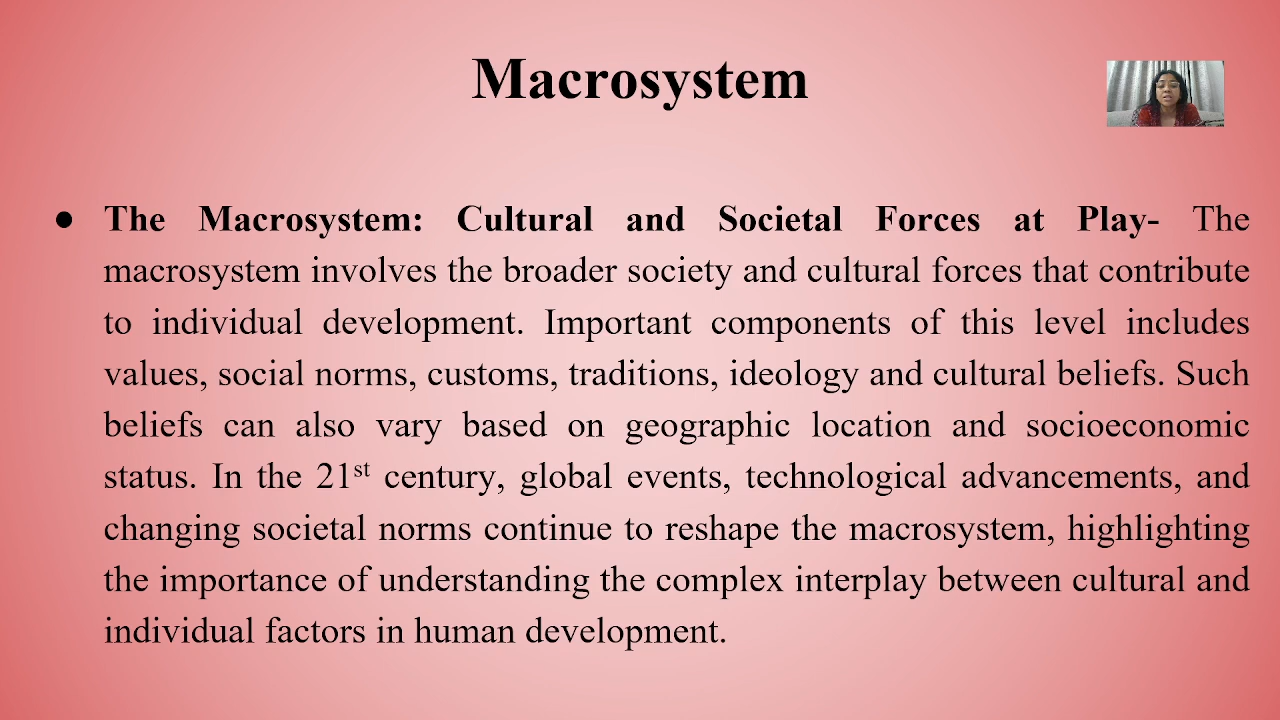 Macrosystem
● The Macrosystem: Cultural and Societal Forces at Play- The
macrosystem involves the broader society and cultural forces that contribute
to individual development. Important components of this level includes
values, social norms, customs, traditions, ideology and cultural beliefs. Such
beliefs can also vary based on geographic location and socioeconomic
status. In the 21st century, global events, technological advancements, and
changing societal norms continue to reshape the macrosystem, highlighting
the importance of understanding the complex interplay between cultural and
individual factors in human development.